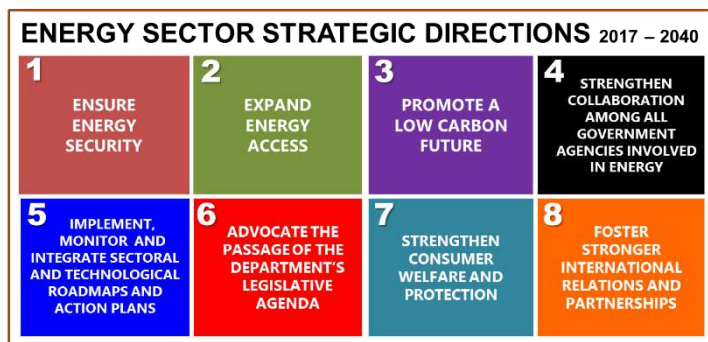 ENERGY SECTOR STRATEGIC DIRECTIONS 2017 – 2040
1
ENSURE
ENERGY
SECURITY
2
EXPAND
ENERGY
ACCESS
3
PROMOTE A
LOW CARBON
FUTURE
4
STRENGTHEN
COLLABORATION
AMONG ALL
GOVERNMENT
AGENCIES INVOLVED
IN ENERGY
5
IMPLEMENT,
MONITOR AND
INTEGRATE SECTORAL
AND TECHNOLOGICAL
ROADMAPS AND
ACTION PLANS
6
ADVOCATE THE
PASSAGE OF THE
DEPARTMENT'S
LEGISLATIVE
AGENDA
7
STRENGTHEN
CONSUMER
WELFARE AND
PROTECTION
8
FOSTER
STRONGER
INTERNATIONAL
RELATIONS AND
PARTNERSHIPS